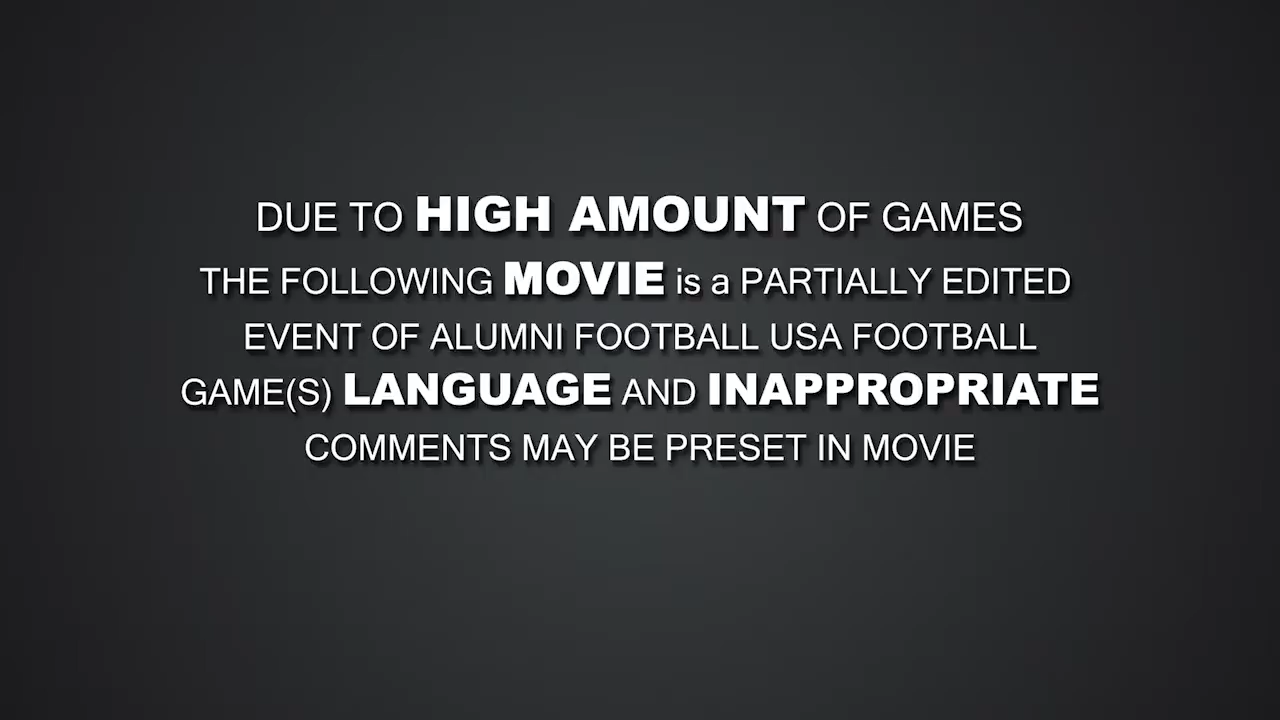 DUE TO HIGH AMOUNT OF GAMES
THE FOLLOWING MOVIE is a PARTIALLY EDITED
EVENT OF ALUMNI FOOTBALL USA FOOTBALL
GAME(S) LANGUAGE AND INAPPROPRIATE
COMMENTS MAY BE PRESET IN MOVIE